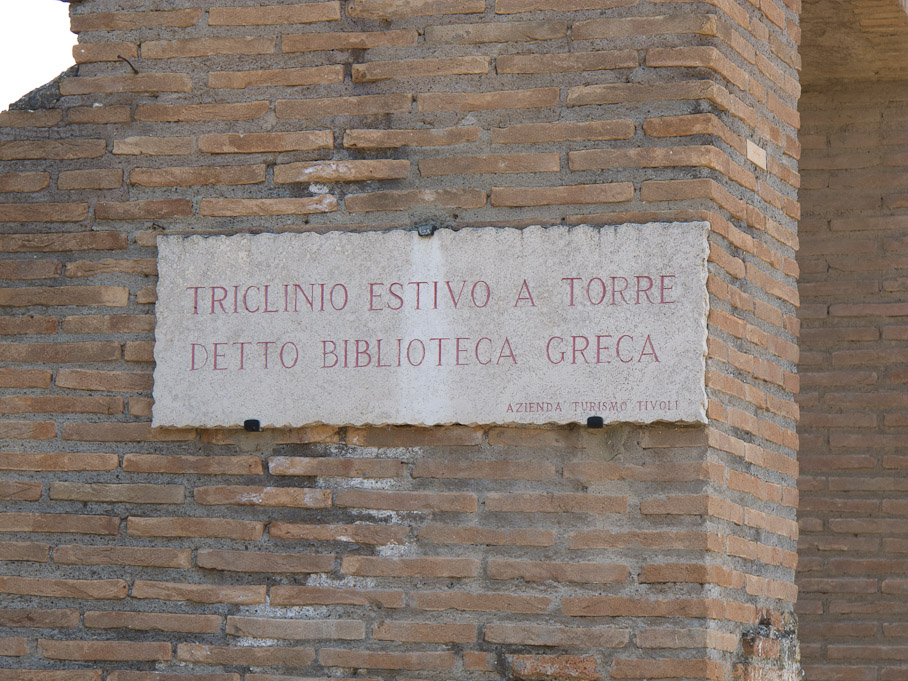 TRICLINIO ESTIVO A TORRE
DETTO BIBLIOTECA GRECA
AZIENDA TURISMO TIVOLI